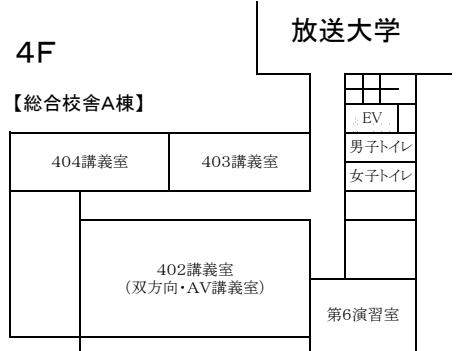 放送大学
4F
【総合校舎A棟】
EV
男子トイレ
404講義室
403講義室
女子トイレ
402講義室
(双方向・AV講義室)
第6演習室